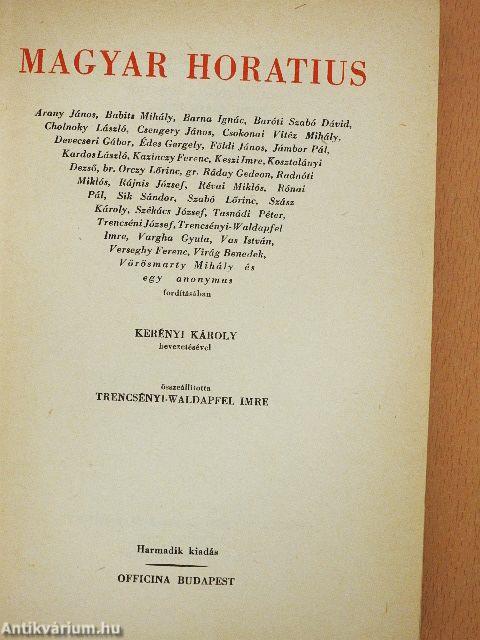 MAGYAR HORATIUS
Arany János, Babits Mihály, Barna Ignác, Baróti Szabó Dávid,
Cholnoky László, Csengery János, Csokonai Vitéz Mihály,
Devecseri Gábor, Édes Gergely, Földi János, Jámbor Pál,
Kardos László, Kazinczy Ferenc, Keszi Imre, Kosztolányi
Dezső, br. Orczy Lőrinc, gr. Ráday Gedeon, Radnóti
Miklós, Rájnis József, Révai Miklós, Rónai
Pál, Sik Sándor, Szabó Lőrinc, Szász
Károly, Székács József, Tasnádi Péter,
Trencséni József, Trencsényi-Waldapfel
Imre, Vargha Gyula, Vas István,
Verseghy Ferenc, Virág Benedek,
Vörösmarty Mihály és
egy anonymus
fordításában
KERÉNYI KÁROLY
bevezetésével
összeállította
TRENCSÉNYI-WALDAPFEL IMRE
Harmadik kiadás
OFFICINA BUDAPEST
Antikvárium.hu